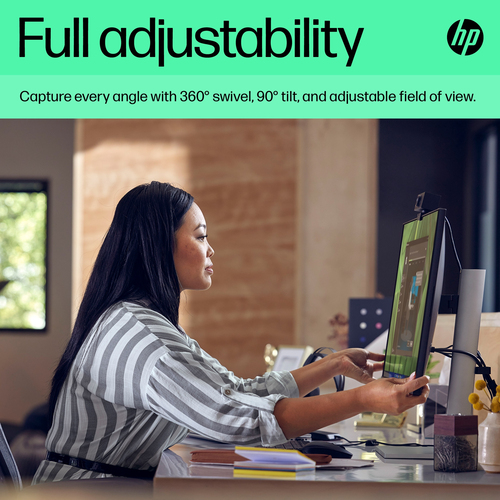 Full adjustability
hp
Capture every angle with 360° swivel, 90° tilt, and adjustable field of view.